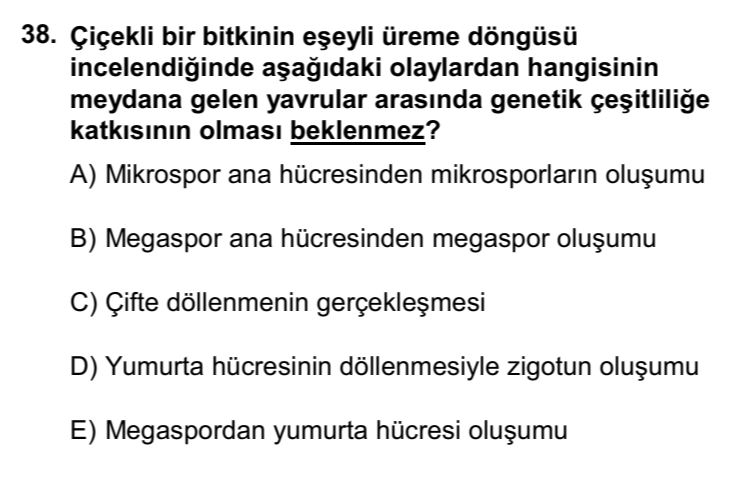 38. Çiçekli bir bitkinin eşeyli üreme döngüsü
incelendiğinde aşağıdaki olaylardan hangisinin
meydana gelen yavrular arasında genetik çeşitliliğe
katkısının olması beklenmez?
A) Mikrospor ana hücresinden mikrosporların oluşumu
B) Megaspor ana hücresinden megaspor oluşumu
C) Çifte döllenmenin gerçekleşmesi
D) Yumurta hücresinin döllenmesiyle zigotun oluşumu
E) Megaspordan yumurta hücresi oluşumu